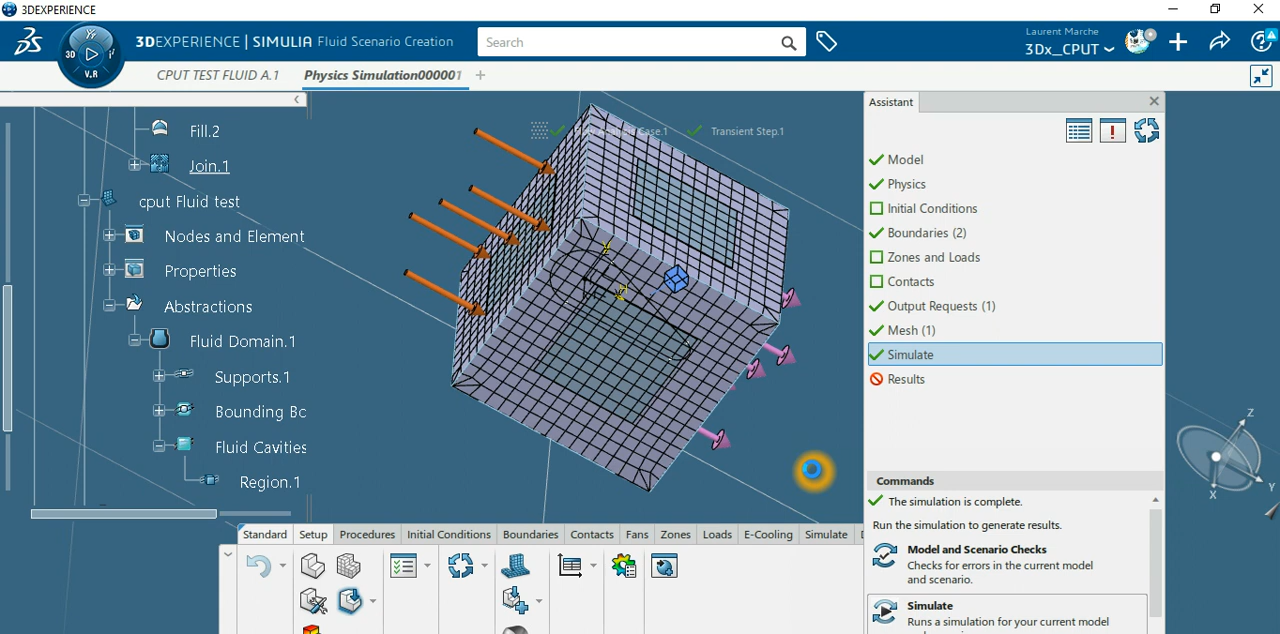 3DEXPERIENCE
3DEXPERIENCE | SIMULIA Fluid Scenario Creation
Search
Laurent Marche
3Dx_CPUT
3D
V.R
CPUT TEST FLUID A.1
Physics Simulation0000001
Fill.2
Join.1
cput Fluid test
Nodes and Element
Properties
Abstractions
Fluid Domain.1
Supports.1
Bounding Bc
Fluid Cavities
Region.1
Case.1
Transient Step.1
Assistant
Model
Physics
Initial Conditions
Boundaries (2)
Zones and Loads
Contacts
Output Requests (1)
Mesh (1)
Simulate
Results
Commands
The simulation is complete.
Run the simulation to generate results.
Model and Scenario Checks
Checks for errors in the current model
and scenario.
Simulate
Runs a simulation for your current model
Standard
Setup
Procedures
Initial Conditions
Boundaries
Contacts
Fans
Zones
Loads
E-Cooling
Simulate
Z
Y
X